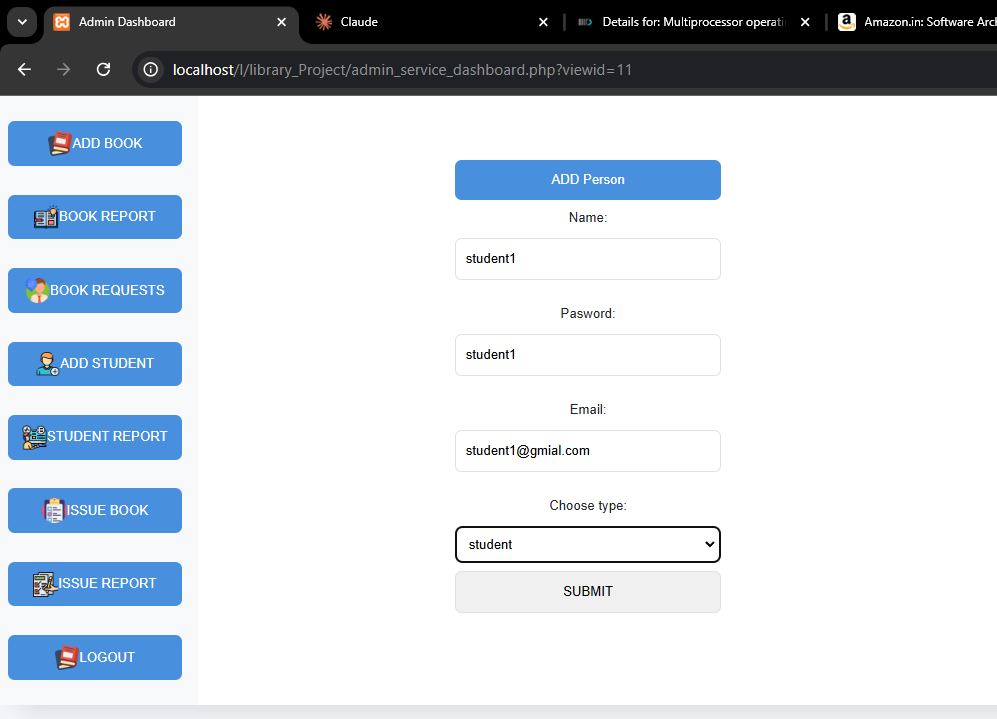 Admin Dashboard
Claude
Details for: Multiprocessor operati
Amazon.in: Software Arch
localhost/l/library_Project/admin_service_dashboard.php?viewid=11
ADD BOOK
BOOK REPORT
BOOK REQUESTS
ADD STUDENT
STUDENT REPORT
ISSUE BOOK
ISSUE REPORT
LOGOUT
ADD Person
Name:
student1
Pasword:
student1
Email:
student1@gmial.com
Choose type:
student
SUBMIT